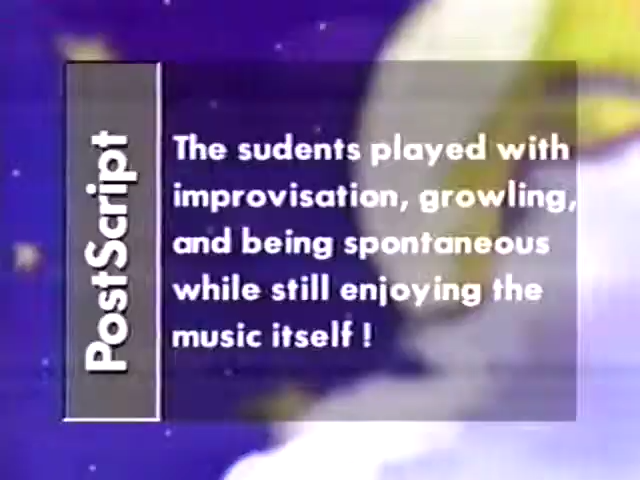 PostScript
The sudents played with
improvisation, growling,
and being spontaneous
while still enjoying the
music itself !